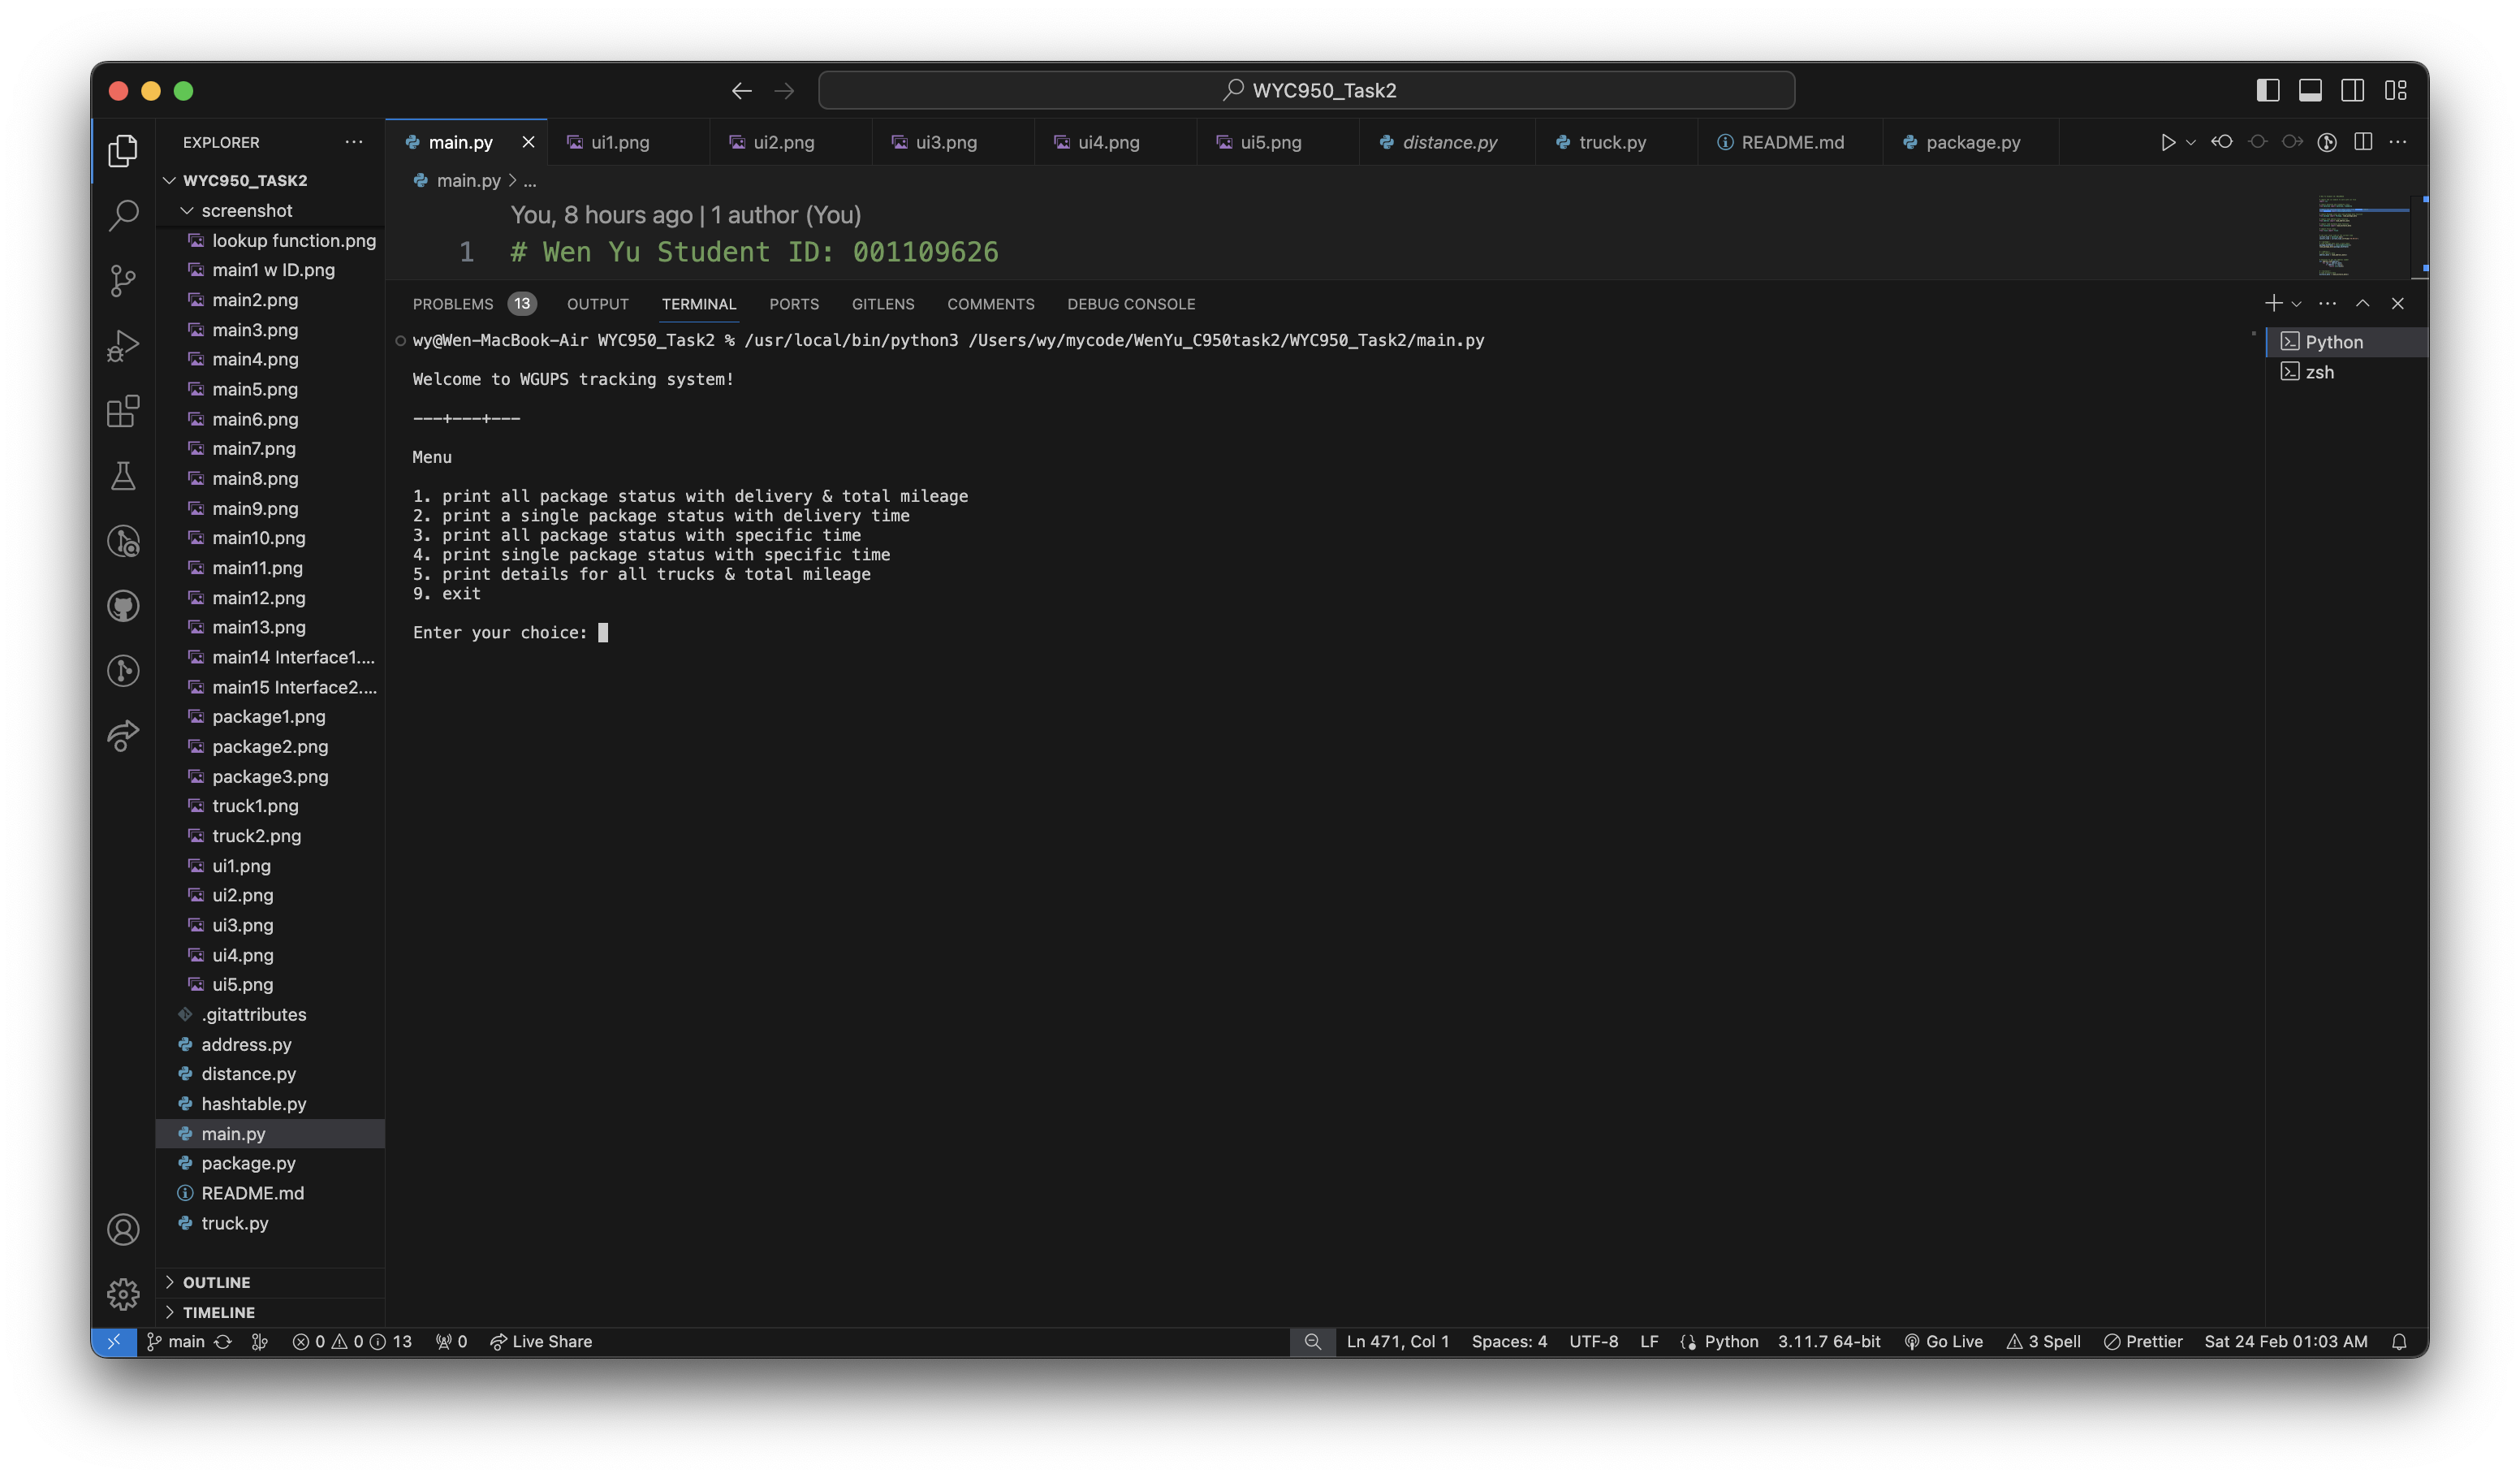 WYC950_Task2
EXPLORER
main.py
ui1.png
ui2.png
ui3.png
ui4.png
ui5.png
distance.py
truck.py
README.md
package.py
WYC950_TASK2
screenshot
lookup function.png
main1 w ID.png
main2.png
main3.png
main4.png
main5.png
main6.png
main7.png
main8.png
main9.png
main10.png
main11.png
main12.png
main13.png
main14 Interface1....
main15 Interface2....
package1.png
package2.png
package3.png
truck1.png
truck2.png
ui1.png
ui2.png
ui3.png
ui4.png
ui5.png
.gitattributes
address.py
distance.py
hashtable.py
main.py
package.py
README.md
truck.py
OUTLINE
TIMELINE
main.py > ...
You, 8 hours ago | 1 author (You)
1 # Wen Yu Student ID: 001109626
PROBLEMS 13 OUTPUT TERMINAL PORTS GITLENS COMMENTS DEBUG CONSOLE
wy@Wen-MacBook-Air WYC950_Task2 % /usr/local/bin/python3 /Users/wy/mycode/WenYu_C950task2/WYC950_Task2/main.py
Welcome to WGUPS tracking system!
---+---+---
Menu
1. print all package status with delivery & total mileage
2. print a single package status with delivery time
3. print all package status with specific time
4. print single package status with specific time
5. print details for all trucks & total mileage
9. exit
Enter your choice:
Python
zsh
main 0 0 13 0 Live Share
Ln 471, Col 1 Spaces: 4 UTF-8 LF Python 3.11.7 64-bit Go Live 3 Spell Prettier Sat 24 Feb 01:03 AM